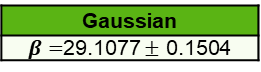 Gaussian
β =29.1077 ± 0.1504